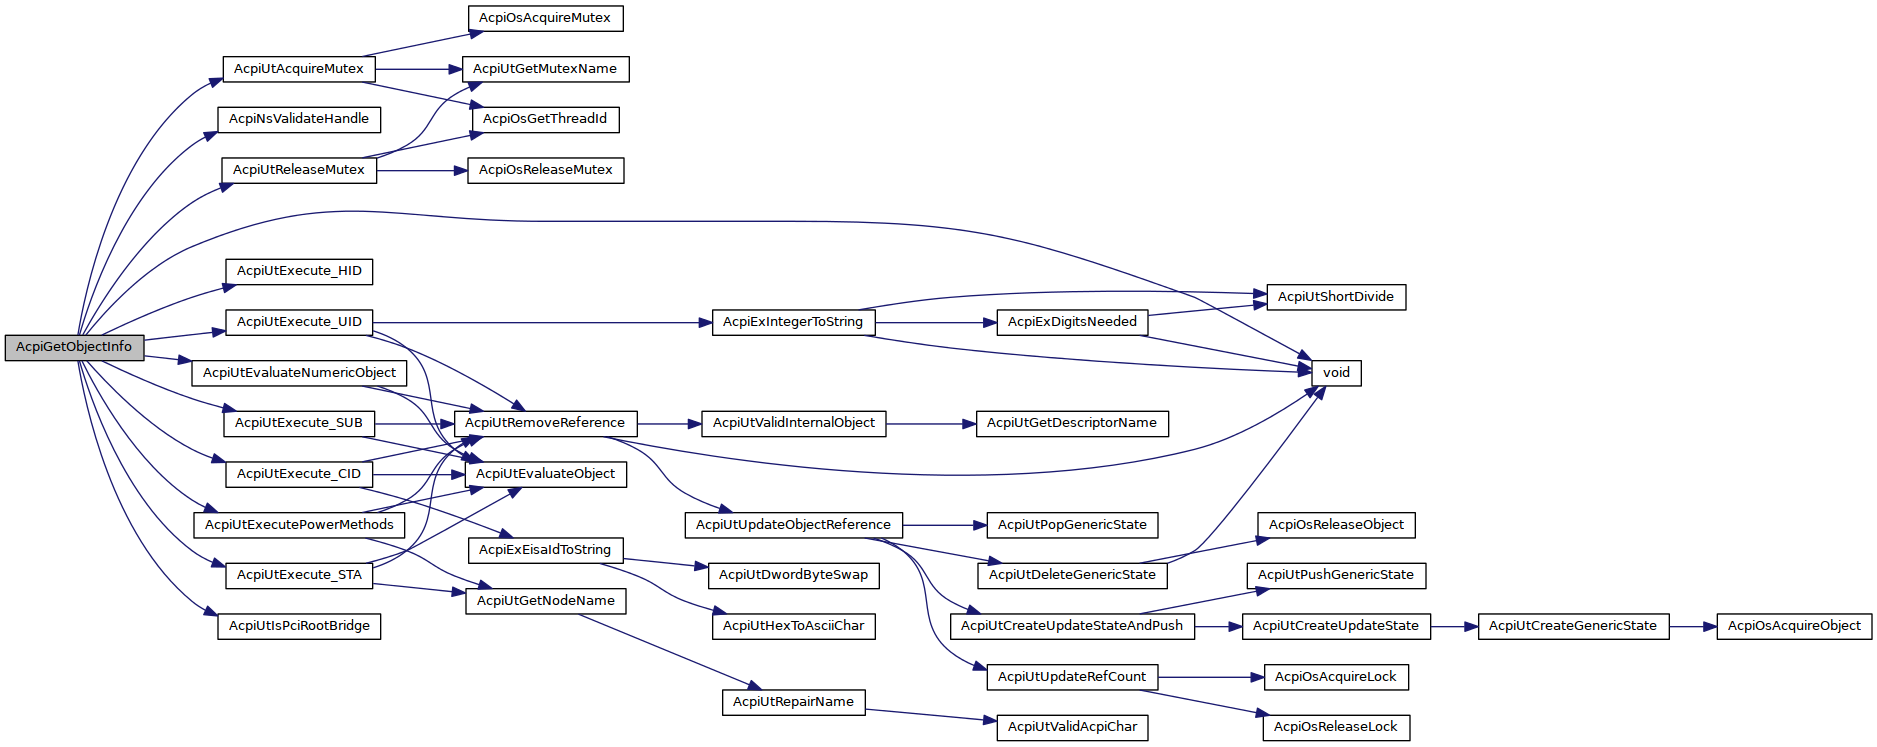 AcpiOsAcquireMutex
AcpiUtAcquireMutex
AcpiUtGetMutexName
AcpiNsValidateHandle
AcpiOsGetThreadId
AcpiUtReleaseMutex
AcpiOsReleaseMutex
AcpiUtExecute_HID
AcpiUtShortDivide
AcpiUtExecute_UID
AcpiExIntegerToString
AcpiExDigitsNeeded
AcpiGetObjectInfo
AcpiUtEvaluateNumericObject
void
AcpiUtExecute_SUB
AcpiUtRemoveReference
AcpiUtValidInternalObject
AcpiUtGetDescriptorName
AcpiUtExecute_CID
AcpiUtEvaluateObject
AcpiUtExecutePowerMethods
AcpiUtUpdateObjectReference
AcpiUtPopGenericState
AcpiOsReleaseObject
AcpiExEisaIdToString
AcpiUtExecute_STA
AcpiUtDwordByteSwap
AcpiUtDeleteGenericState
AcpiUtPushGenericState
AcpiUtGetNodeName
AcpiUtIsPciRootBridge
AcpiUtHexToAsciiChar
AcpiUtCreateUpdateStateAndPush
AcpiUtCreateUpdateState
AcpiUtCreateGenericState
AcpiOsAcquireObject
AcpiUtUpdateRefCount
AcpiOsAcquireLock
AcpiUtRepairName
AcpiUtValidAcpiChar
AcpiOsReleaseLock